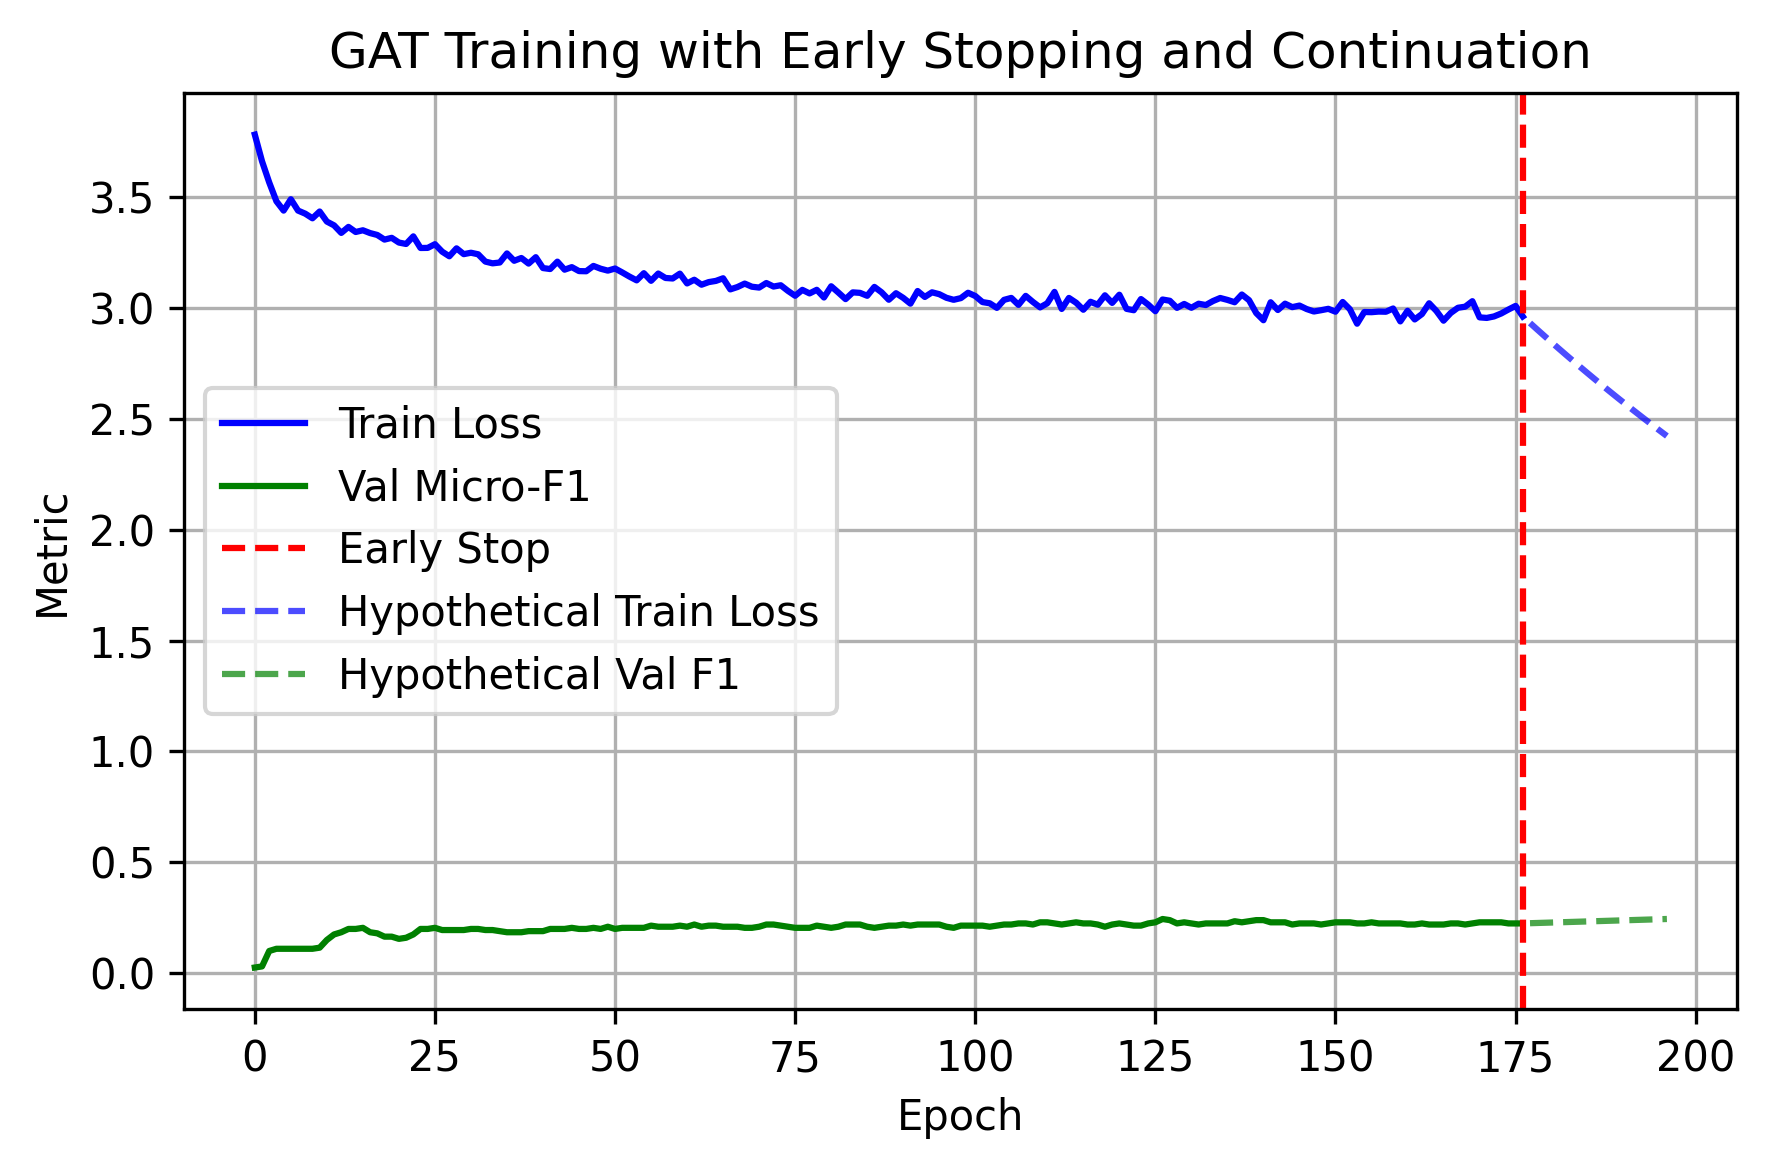 GAT Training with Early Stopping and Continuation
3.5
3.0
2.5
2.0
1.5
1.0
0.5
0.0
Metric
Train Loss
Val Micro-F1
Early Stop
Hypothetical Train Loss
Hypothetical Val F1
0 25 50 75 100 125 150 175 200
Epoch